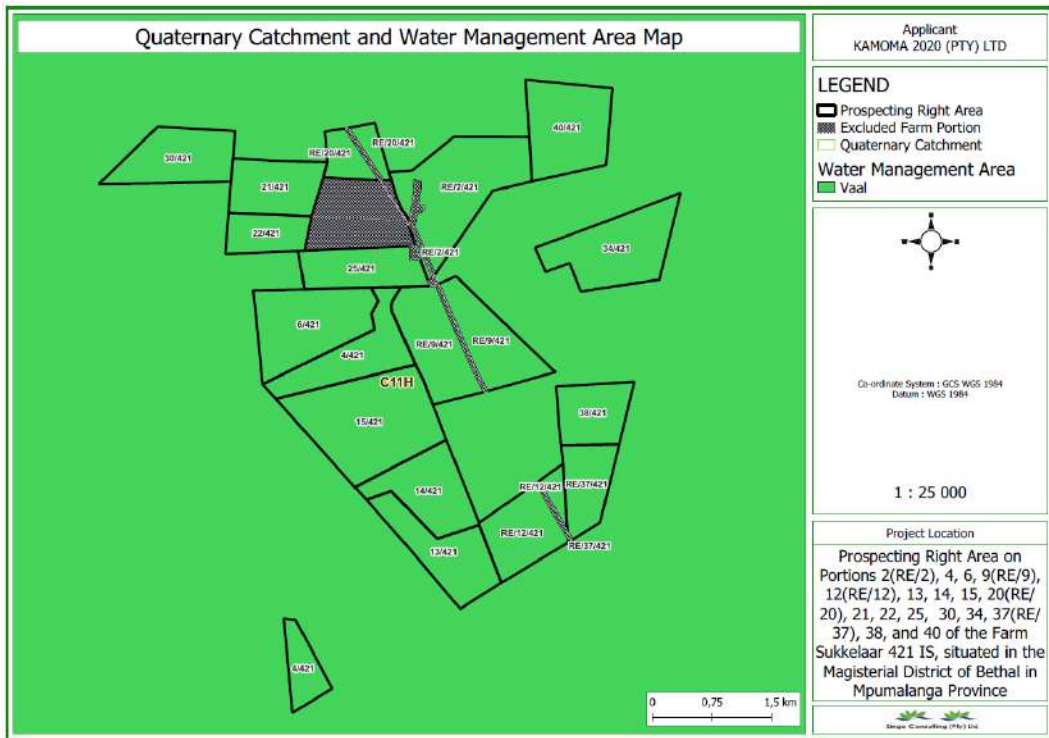 Quaternary Catchment and Water Management Area Map
30/421
21/421
22/421
RE/20/421
RE/20/421
RE/2/421
40/421
34/421
RE/2/421
25/421
6/421
4/421
RE/9/421
RE/9/421
C11H
15/421
38/421
14/421
RE/12/421
RE/37/421
RE/12/421
13/421
RE/37/421
4/421
0 0,75 1,5 km
Applicant
KAMOMA 2020 (PTY) LTD
LEGEND
Prospecting Right Area
Excluded Farm Portion
Quaternary Catchment
Water Management Area
Vaal
Co-ordinate System : GCS WGS 1984
Datum : WGS 1984
1 : 25 000
Project Location
Prospecting Right Area on
Portions 2(RE/2), 4, 6, 9(RE/9),
12(RE/12), 13, 14, 15, 20(RE/
20), 21, 22, 25, 30, 34, 37(RE/
37), 38, and 40 of the Farm
Sukkelaar 421 IS, situated in the
Magisterial District of Bethal in
Mpumalanga Province
Singo Consulting (Pty) Ltd